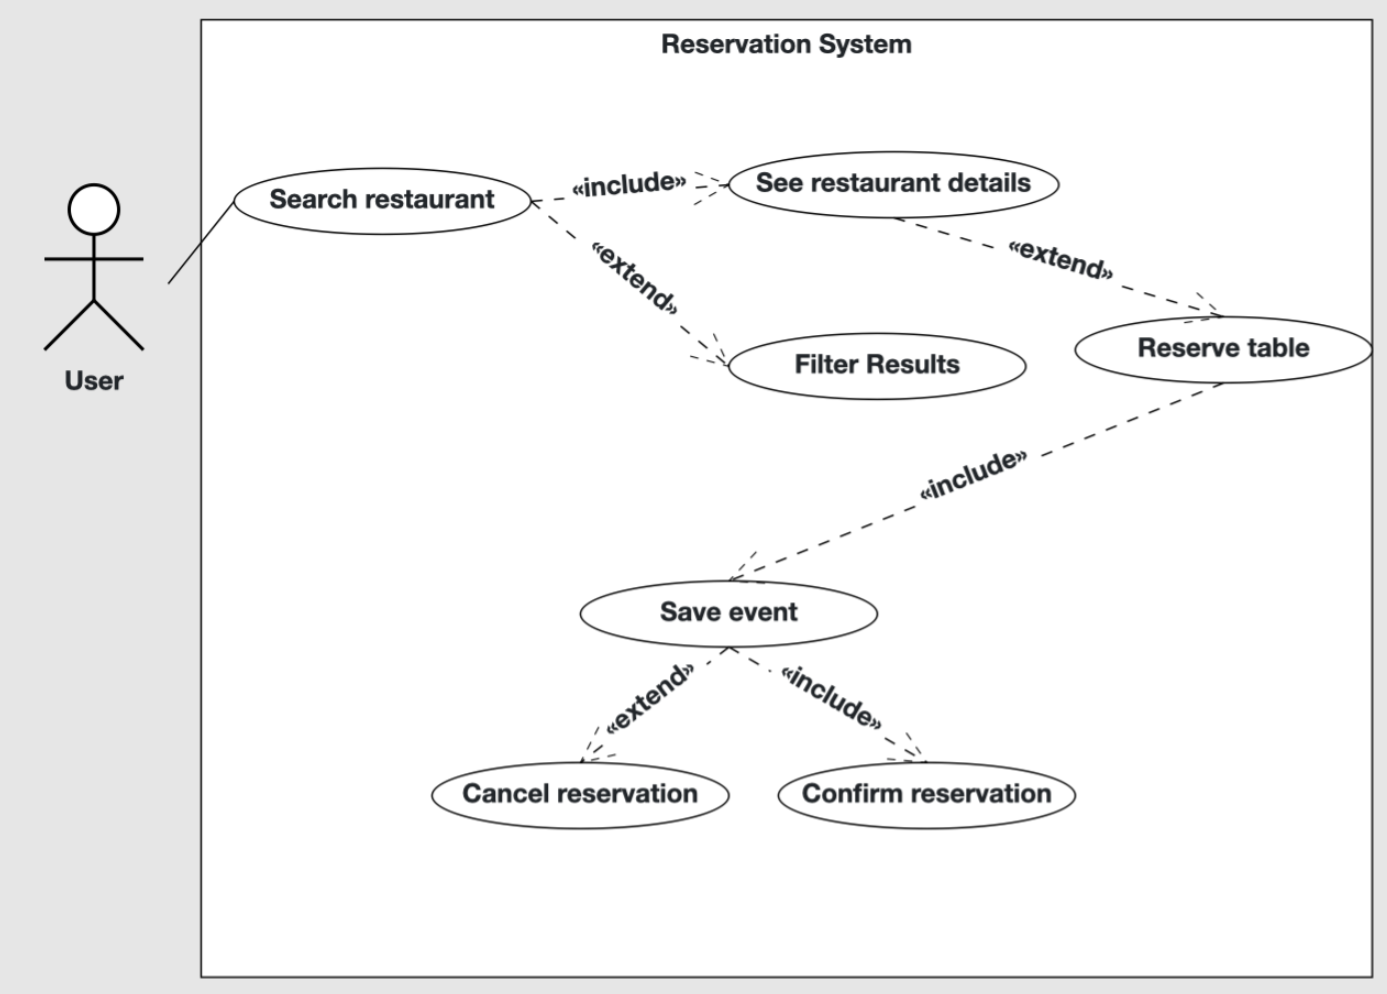 Reservation System
Search restaurant
«include»
See restaurant details
«extend»
«extend»
Filter Results
Reserve table
User
«include»
Save event
«extend»
«include»
Cancel reservation
Confirm reservation